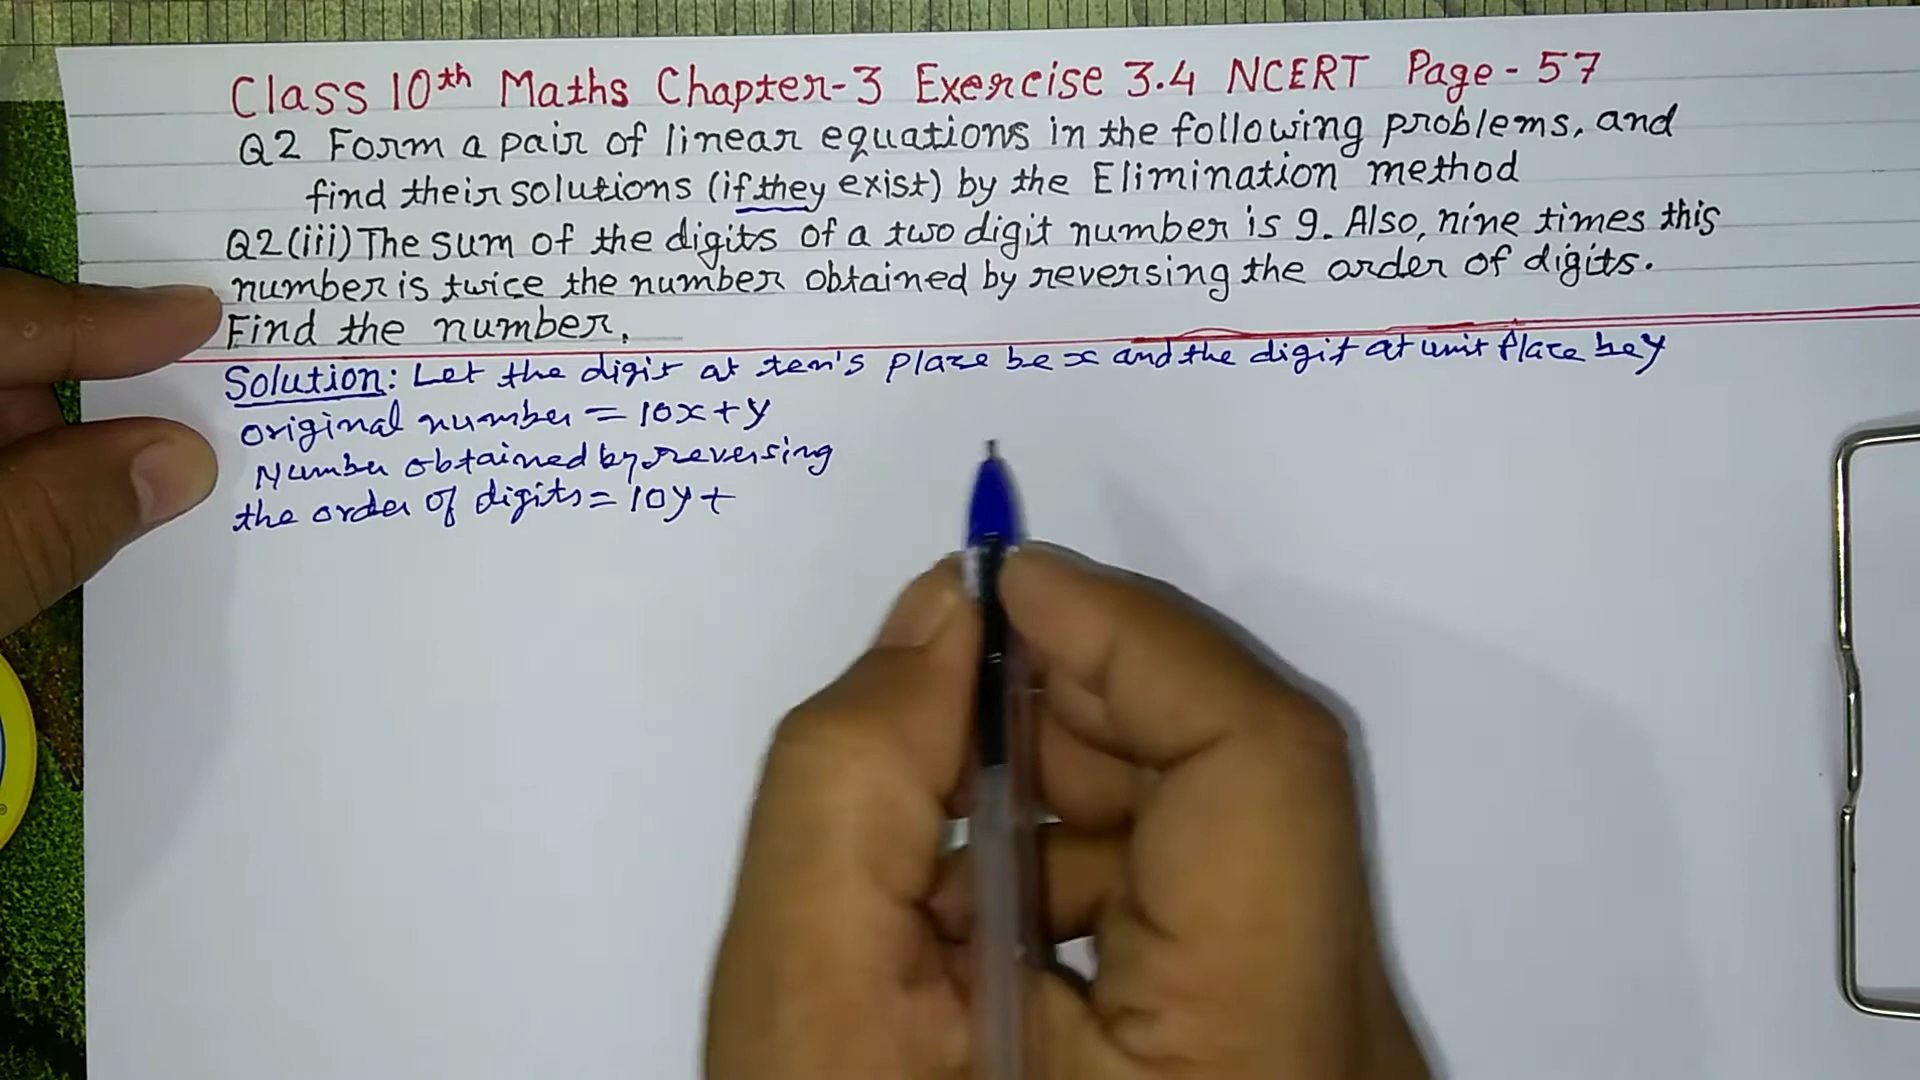 Class 10th Maths Chapter-3 Exercise 3.4 NCERT Page-57
Q2 Form a pair of linear equations in the following problems, and
find their solutions (if they exist) by the Elimination method
Q2(iii) The sum of the digits of a two digit number is 9. Also, nine times this
number is twice the number obtained by reversing the order of digits.
Find the number.
Solution: Let the digit at ten's place be x and the digit at unit place be y
original number = 10x+y
Number obtained by reversing
the order of digits = 10y+